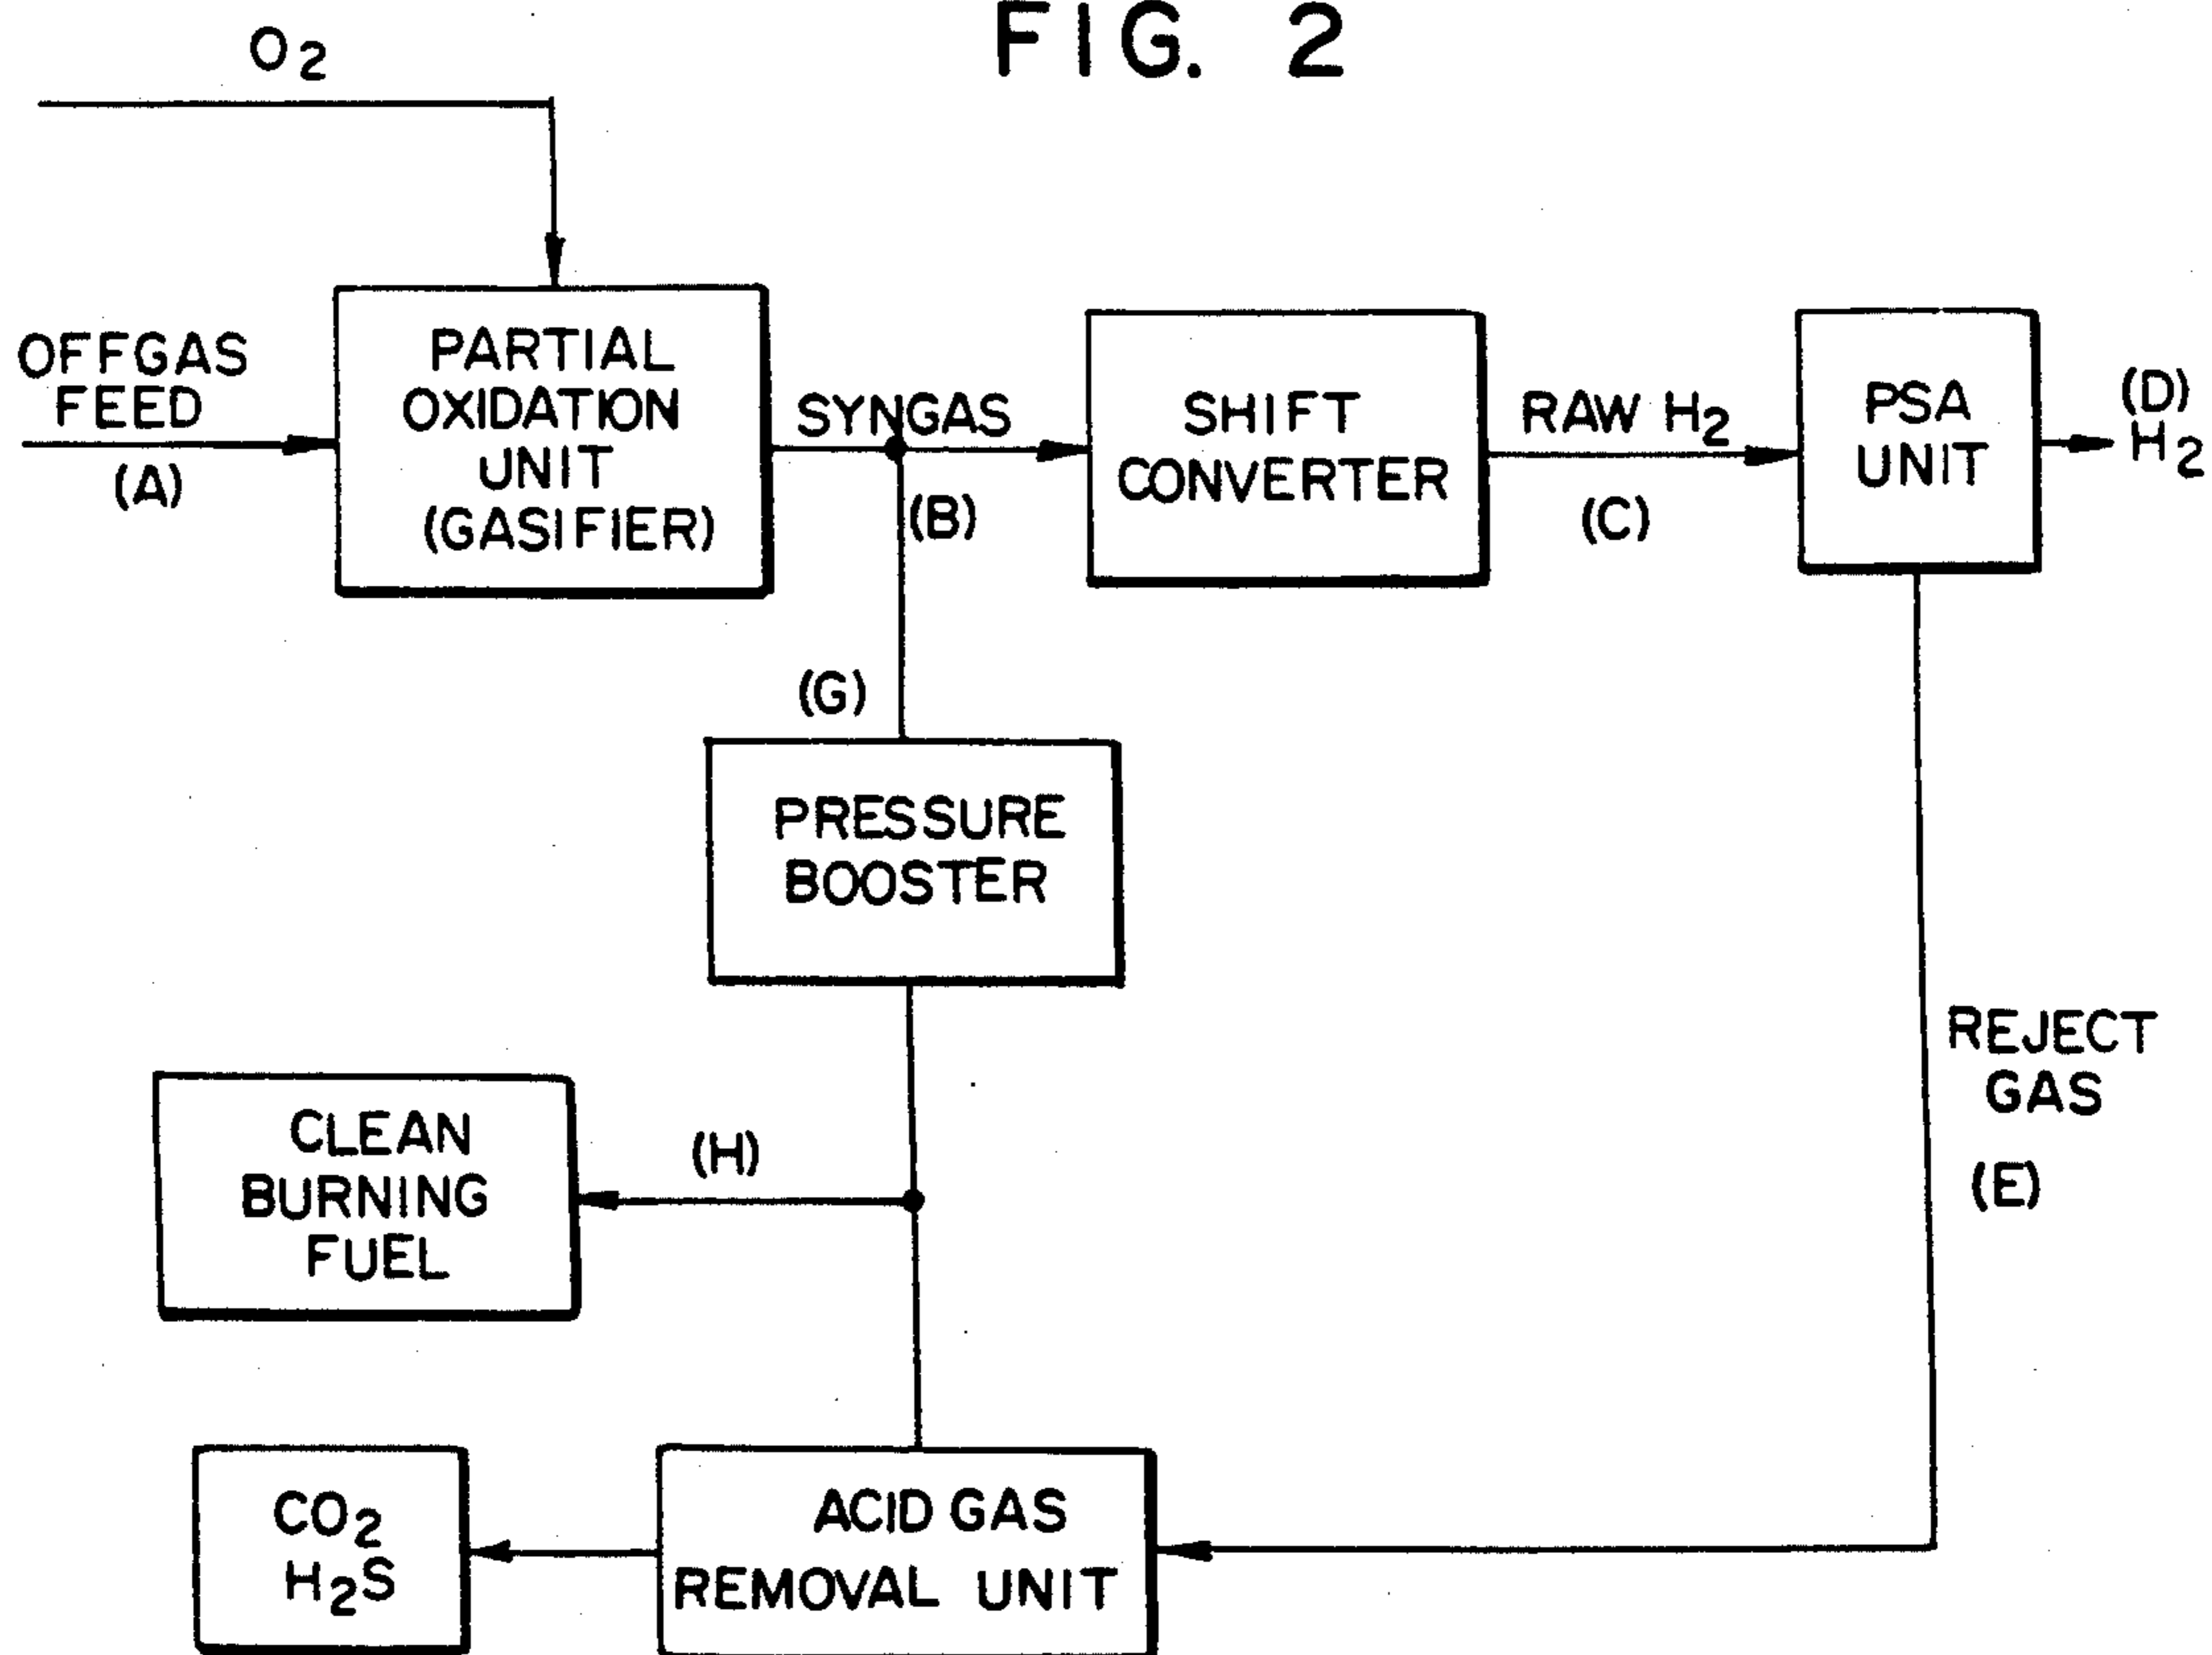 FIG. 2
O2
OFFGAS
FEED
(A)
PARTIAL
OXIDATION
UNIT
(GASIFIER)
SYNGAS
(B)
SHIFT
CONVERTER
RAW H2
(C)
PSA
UNIT
(D)
H2
(G)
PRESSURE
BOOSTER
REJECT
GAS
(E)
CLEAN
BURNING
FUEL
(H)
CO2
H2S
ACID GAS
REMOVAL UNIT